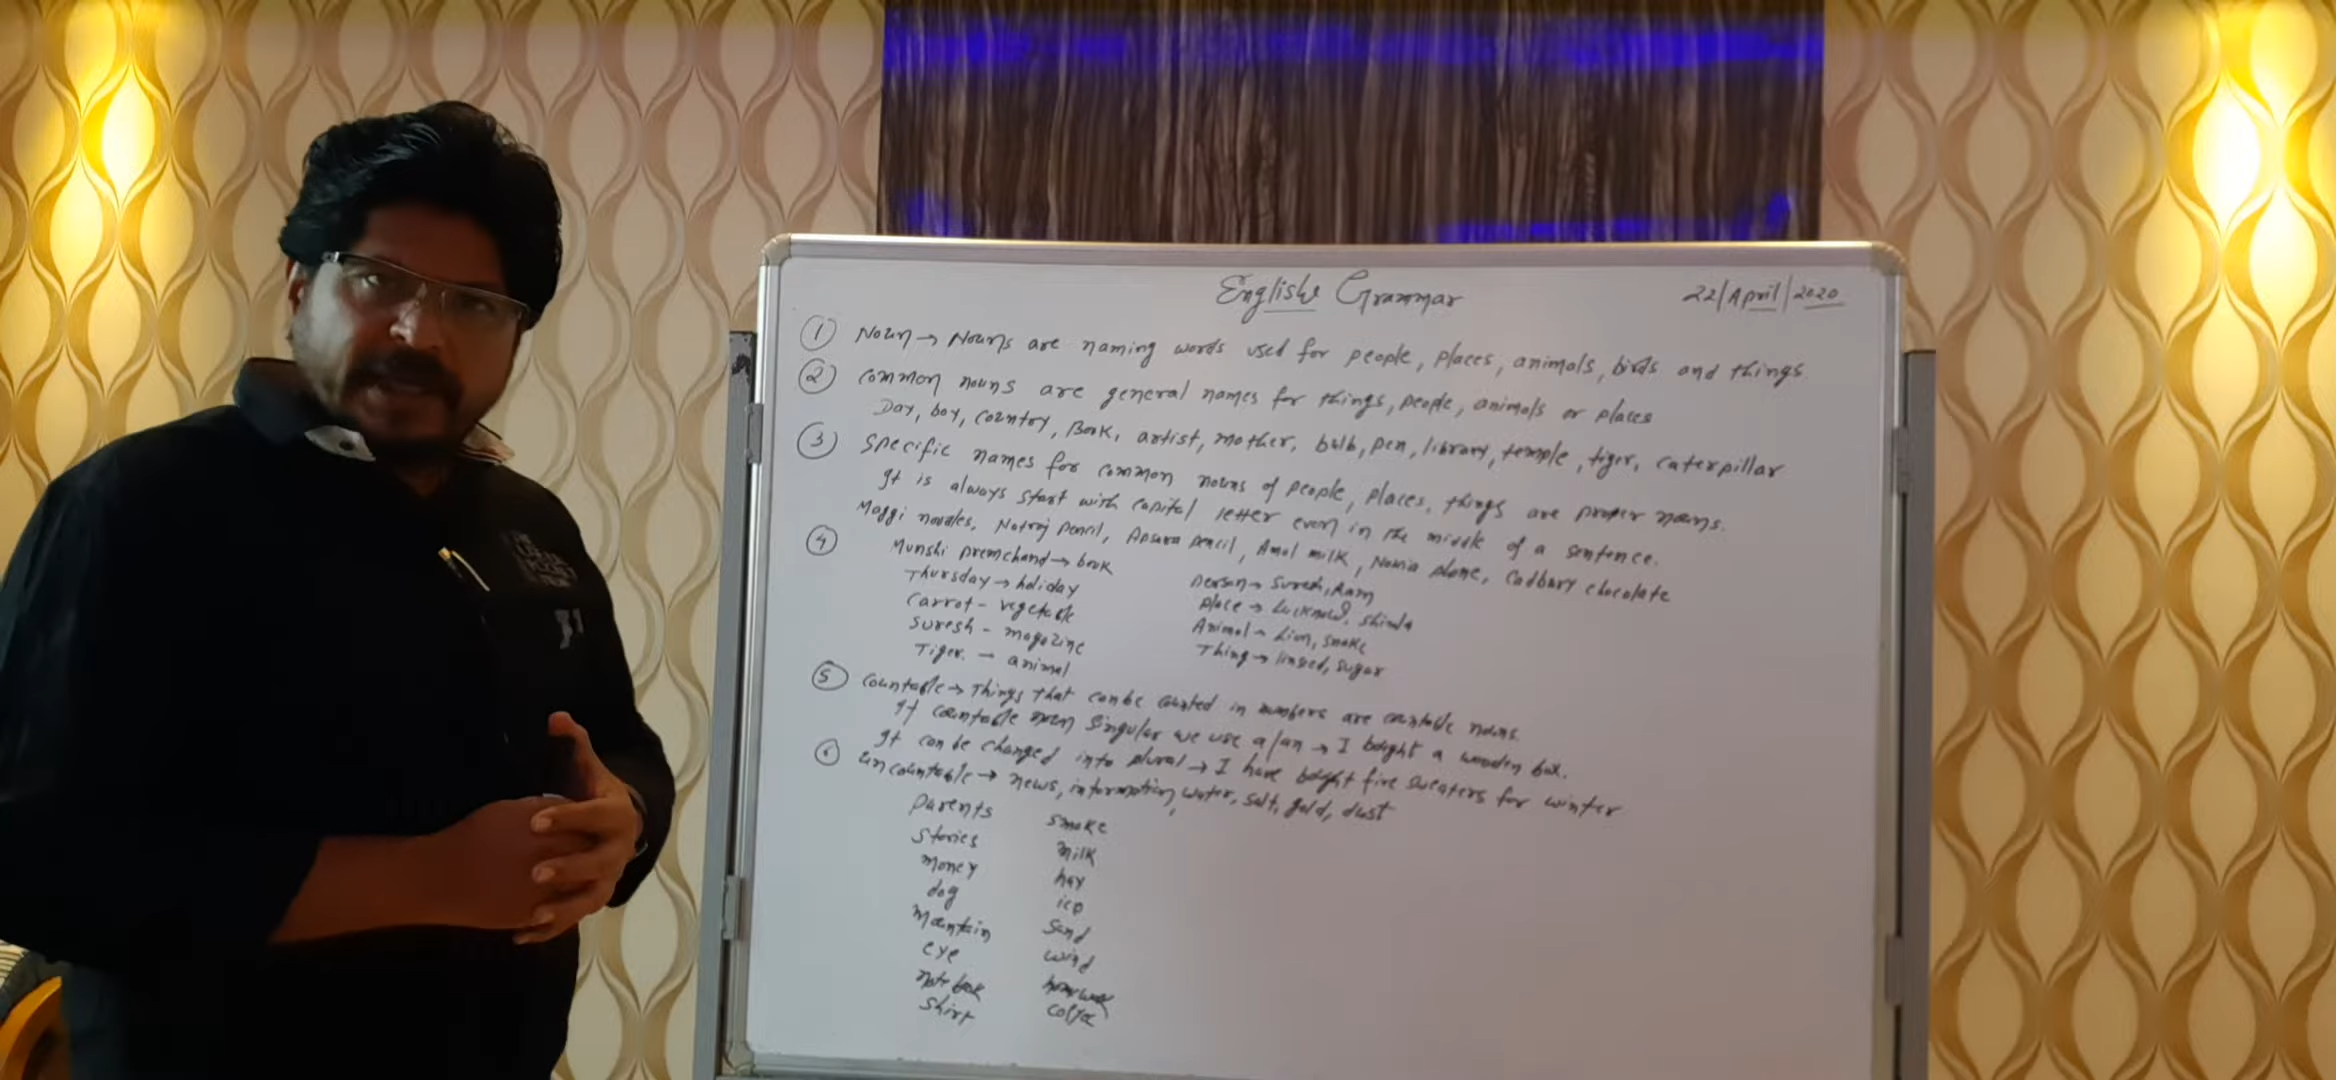 English Grammar
22/April/2020
① Noun → Nouns are naming words used for people, places, animals, birds and things.
② Common nouns are general names for things, people, animals or places
Day, boy, country, Book, artist, mother, bulb, pen, library, temple, tiger, caterpillar
③ Specific names for common nouns of people, places, things are proper nouns.
It is always start with capital letter even in the middle of a sentence.
Maggi noodles, Natraj pencil, Apsara pencil, Amul milk, Nokia phone, Cadbury chocolate
④ Munshi premchand → book
Thursday → holiday
Carrot - vegetable
Suresh - magazine
Tiger. → animal
Person → Suresh, Ram
place → Lucknow, Shimla
Animal → Lion, snake
Thing → linseed, sugar
⑤ Countable → Things that can be counted in numbers are countable nouns.
If countable noun singular we use a/an → I bought a wooden box.
It can be changed into plural → I have bought five sweaters for winter
⑥ uncountable → news, information, water, salt, gold, dust
parents smoke
stories milk
money hay
dog ice
Mountain sand
eye wind
note book homework
shirt coffee